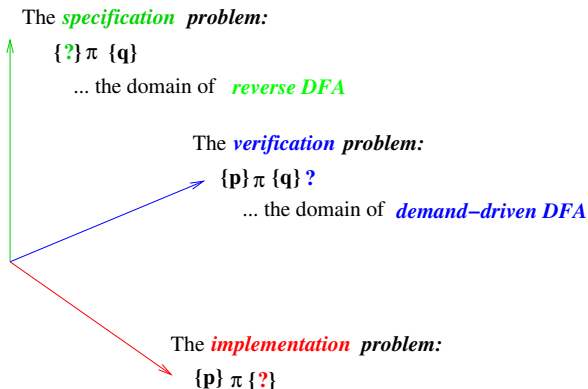 The specification problem:
{?} π {q}
... the domain of reverse DFA
The verification problem:
{p} π {q} ?
... the domain of demand−driven DFA
The implementation problem:
{p} π {?}